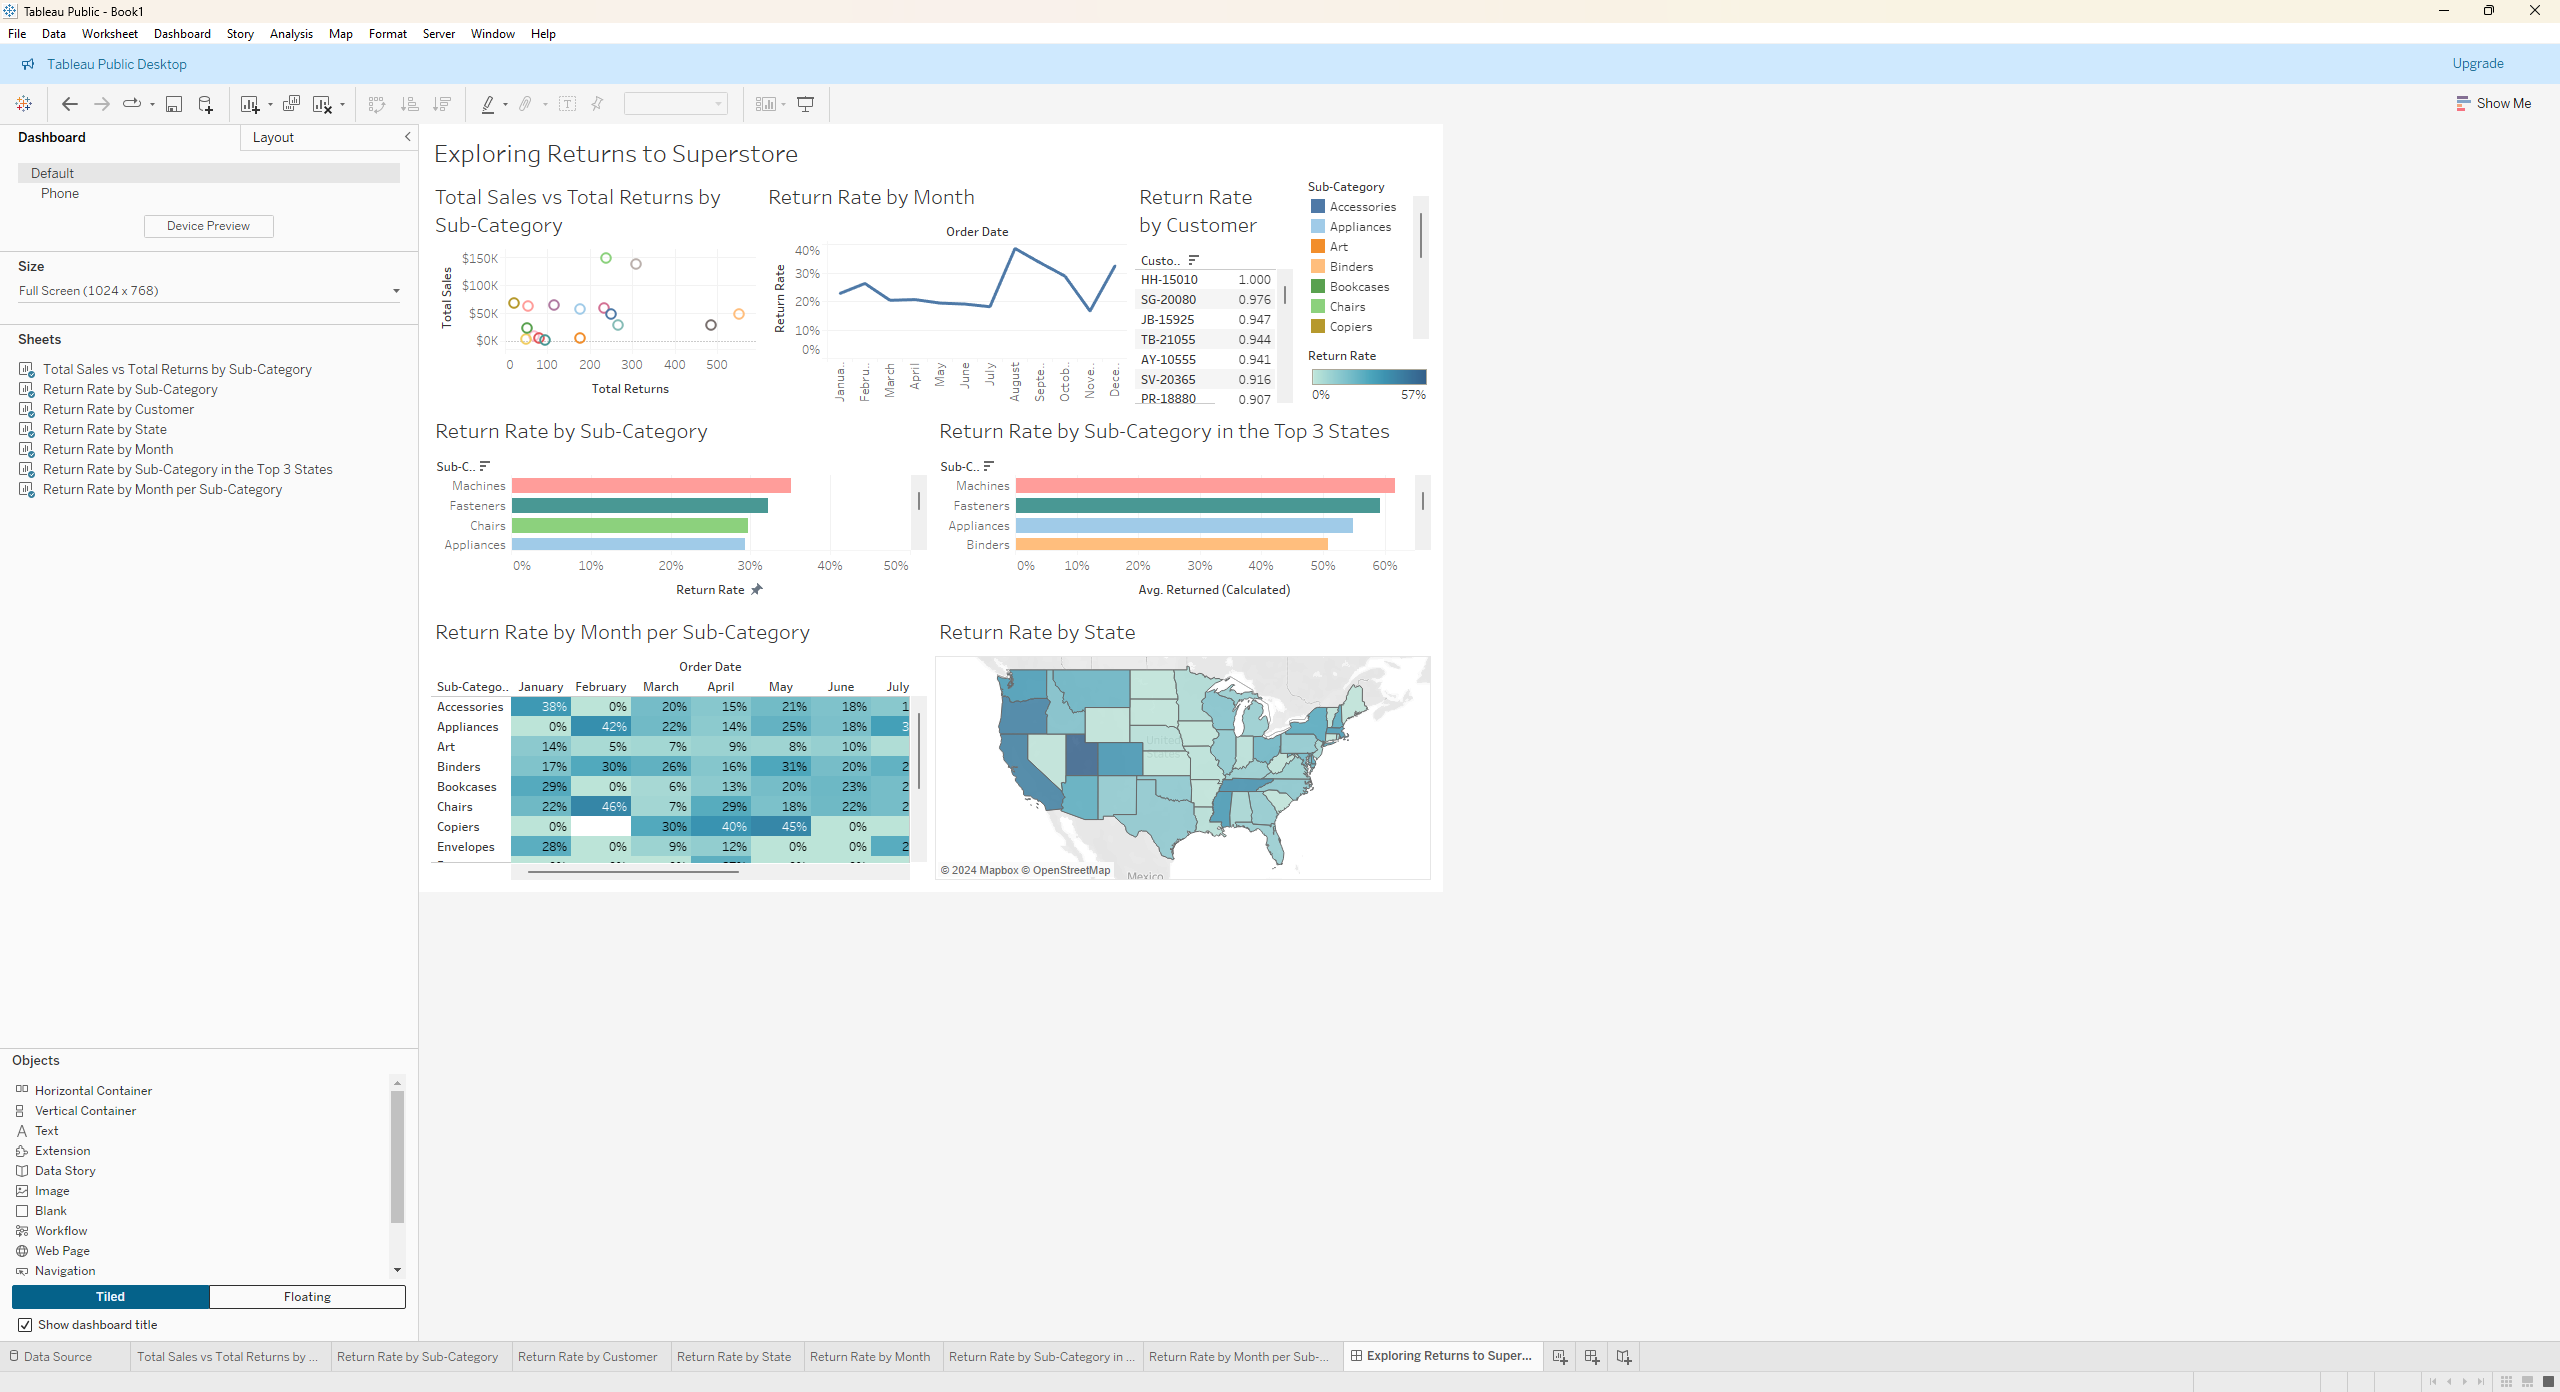 Tableau Public - Book1
File Data Worksheet Dashboard Story Analysis Map Format Server Window Help
Tableau Public Desktop
Upgrade
Show Me
Dashboard
Layout
Default
Phone
Device Preview
Size
Full Screen (1024 x 768)
Sheets
Total Sales vs Total Returns by Sub-Category
Return Rate by Sub-Category
Return Rate by Customer
Return Rate by State
Return Rate by Month
Return Rate by Sub-Category in the Top 3 States
Return Rate by Month per Sub-Category
Objects
Horizontal Container
Vertical Container
Text
Extension
Data Story
Image
Blank
Workflow
Web Page
Navigation
Tiled
Floating
Show dashboard title
Exploring Returns to Superstore
Total Sales vs Total Returns by
Sub-Category
Total Sales
$150K
$100K
$50K
$0K
0 100 200 300 400 500
Total Returns
Return Rate by Month
Order Date
Return Rate
40%
30%
20%
10%
0%
Janua..
Febru..
March
April
May
June
July
August
Septe..
Octob..
Nove..
Dece..
Return Rate
by Customer
Custo..
HH-15010 1.000
SG-20080 0.976
JB-15925 0.947
TB-21055 0.944
AY-10555 0.941
SV-20365 0.916
PR-18880 0.907
Sub-Category
Accessories
Appliances
Art
Binders
Bookcases
Chairs
Copiers
Return Rate
0% 57%
Return Rate by Sub-Category
Sub-C..
Machines
Fasteners
Chairs
Appliances
0% 10% 20% 30% 40% 50%
Return Rate
Return Rate by Sub-Category in the Top 3 States
Sub-C..
Machines
Fasteners
Appliances
Binders
0% 10% 20% 30% 40% 50% 60%
Avg. Returned (Calculated)
Return Rate by Month per Sub-Category
Order Date
Sub-Catego.. January February March April May June July
Accessories 38% 0% 20% 15% 21% 18% 1
Appliances 0% 42% 22% 14% 25% 18% 3
Art 14% 5% 7% 9% 8% 10%
Binders 17% 30% 26% 16% 31% 20% 2
Bookcases 29% 0% 6% 13% 20% 23% 2
Chairs 22% 46% 7% 29% 18% 22% 2
Copiers 0% 30% 40% 45% 0%
Envelopes 28% 0% 9% 12% 0% 0% 2
Return Rate by State
United
States
© 2024 Mapbox © OpenStreetMap
Mexico
Data Source
Total Sales vs Total Returns by ...
Return Rate by Sub-Category
Return Rate by Customer
Return Rate by State
Return Rate by Month
Return Rate by Sub-Category in ...
Return Rate by Month per Sub-...
Exploring Returns to Super...